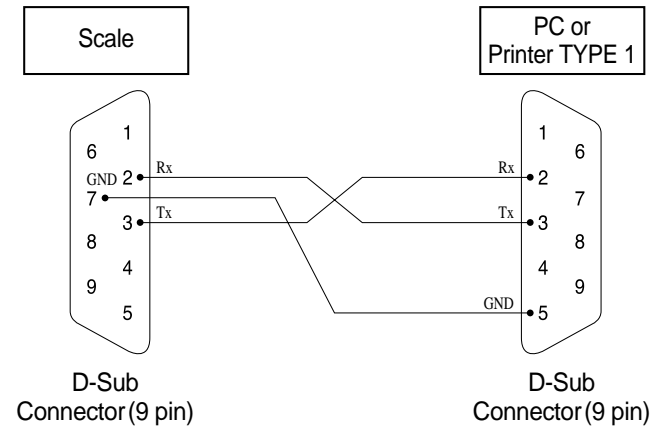 Scale
PC or
Printer TYPE 1
1
6
Rx
GND 2
7
Tx
3
8
4
9
5
1
6
Rx
2
7
Tx
3
8
4
9
GND
5
D-Sub
Connector (9 pin)
D-Sub
Connector (9 pin)